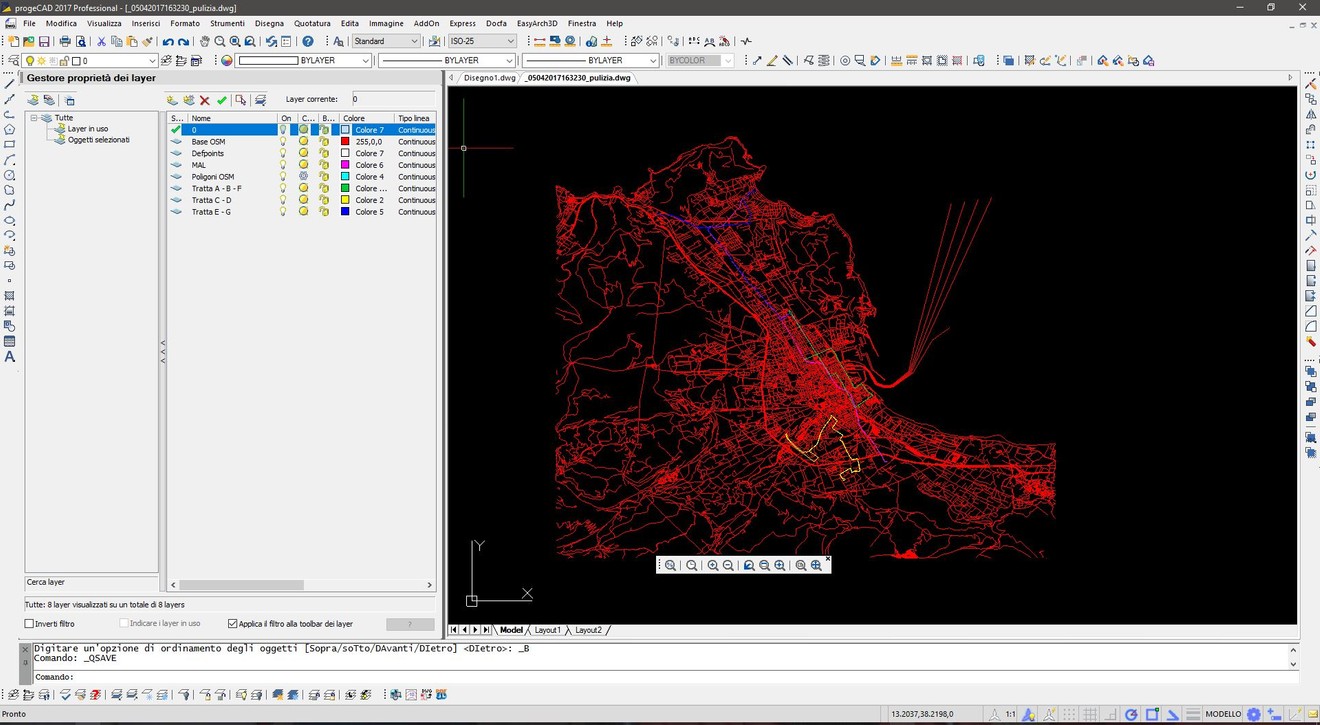 progeCAD 2017 Professional - [_05042017163230_pulizia.dwg]
File Modifica Visualizza Inserisci Formato Strumenti Disegna Quotatura Edita Immagine AddOn Express Docfa EasyArch3D Finestra Help
Standard ISO-25
0 BYLAYER BYLAYER BYLAYER BYCOLOR
Gestore proprietà dei layer
Disegno1.dwg _05042017163230_pulizia.dwg
Layer corrente: 0
Tutte
Layer in uso
Oggetti selezionati
S... Nome On C... B... Colore Tipo linea
0 Colore 7 Continuous
Base OSM 255,0,0 Continuous
Defpoints Colore 7 Continuous
MAL Colore 6 Continuous
Poligoni OSM Colore 4 Continuous
Tratta A - B - F Colore ... Continuous
Tratta C - D Colore 2 Continuous
Tratta E - G Colore 5 Continuous
Y
X
Cerca layer
Tutte: 8 layer visualizzati su un totale di 8 layers
Inverti filtro Indicare i layer in uso Applica il filtro alla toolbar dei layer ?
Model Layout1 Layout2
Digitare un'opzione di ordinamento degli oggetti [Sopra/soTto/DAvanti/DIetro] <DIetro>: _B
Comando: _QSAVE
Comando:
Pronto
13.2037,38.2198,0
1:1
MODELLO